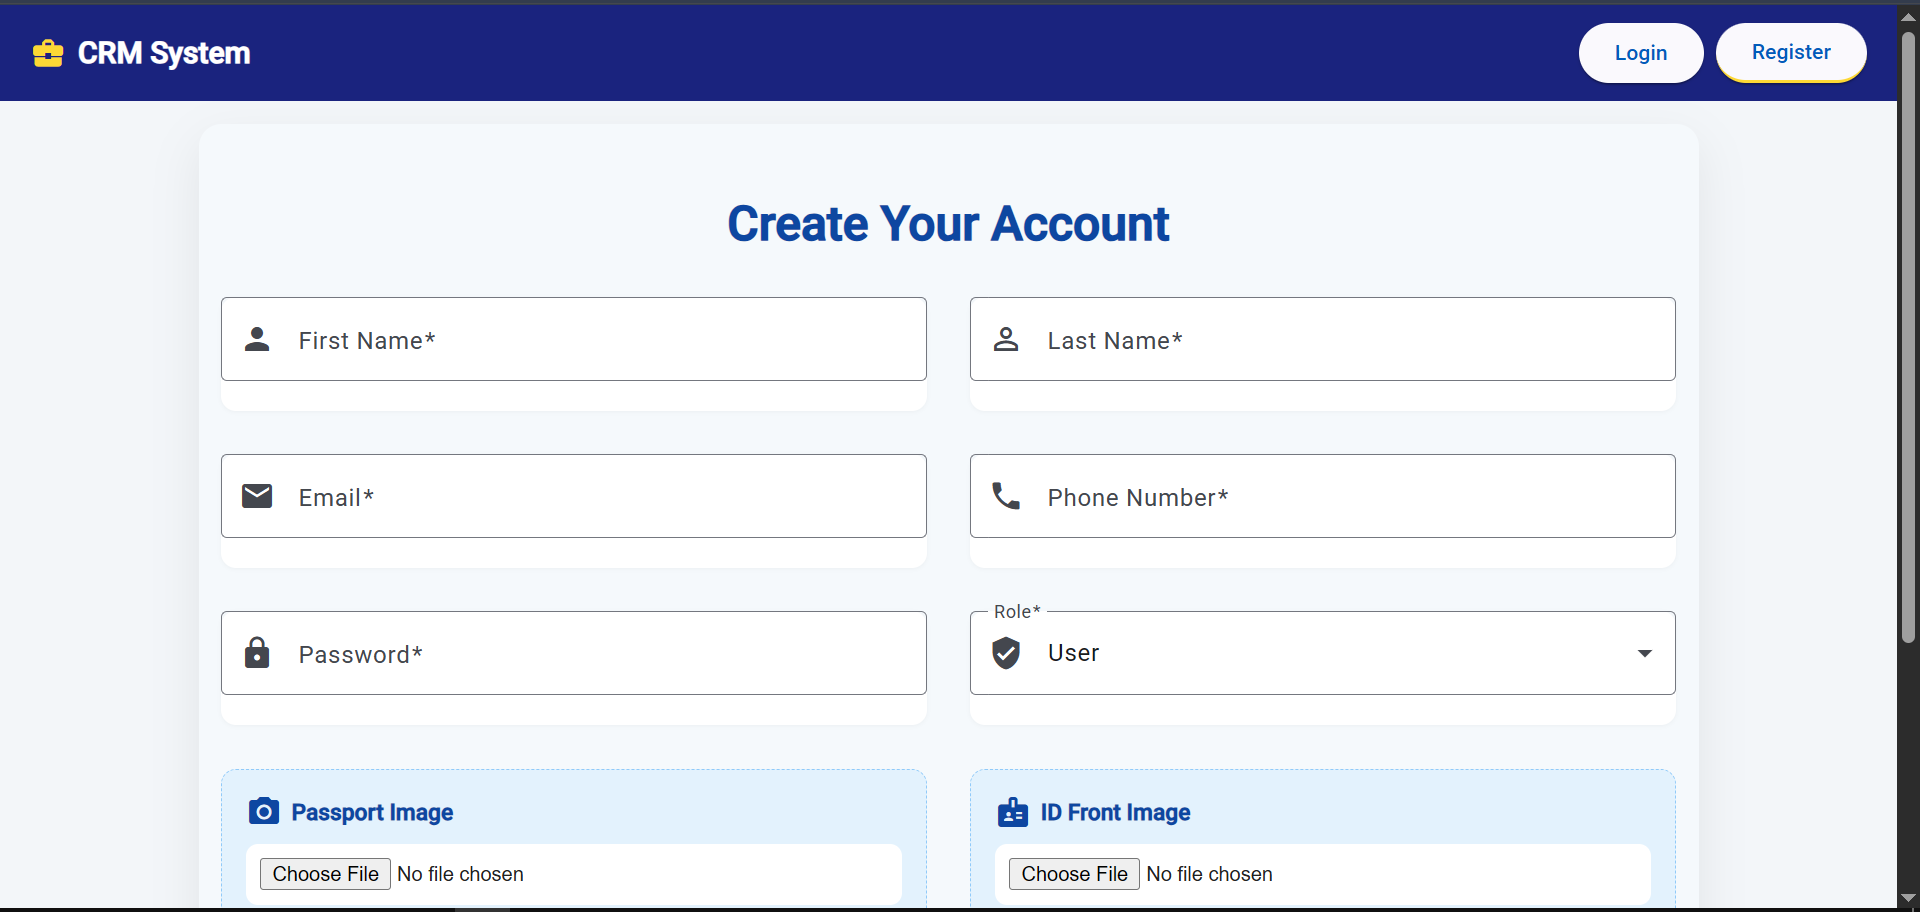 CRM System
Login
Register
Create Your Account
First Name*
Last Name*
Email*
Phone Number*
Password*
Role*
User
Passport Image
ID Front Image
Choose File No file chosen
Choose File No file chosen